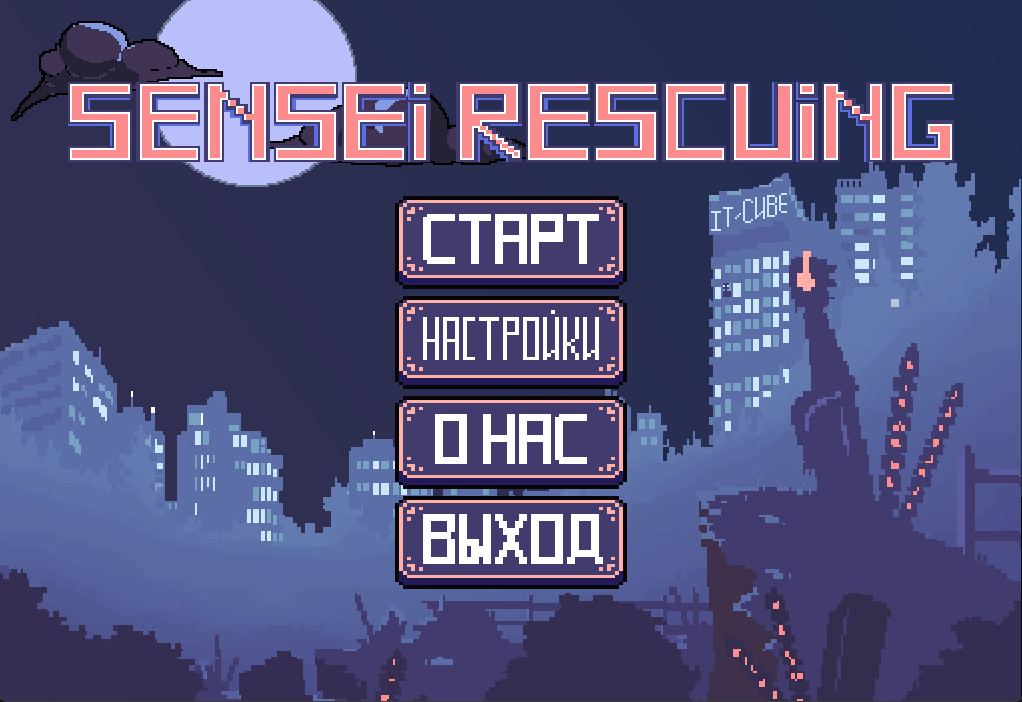 SENSEi RESCUiNG
IT-CUBE
СТАРТ
НАСТРОЙКИ
О НАС
ВЫХОД